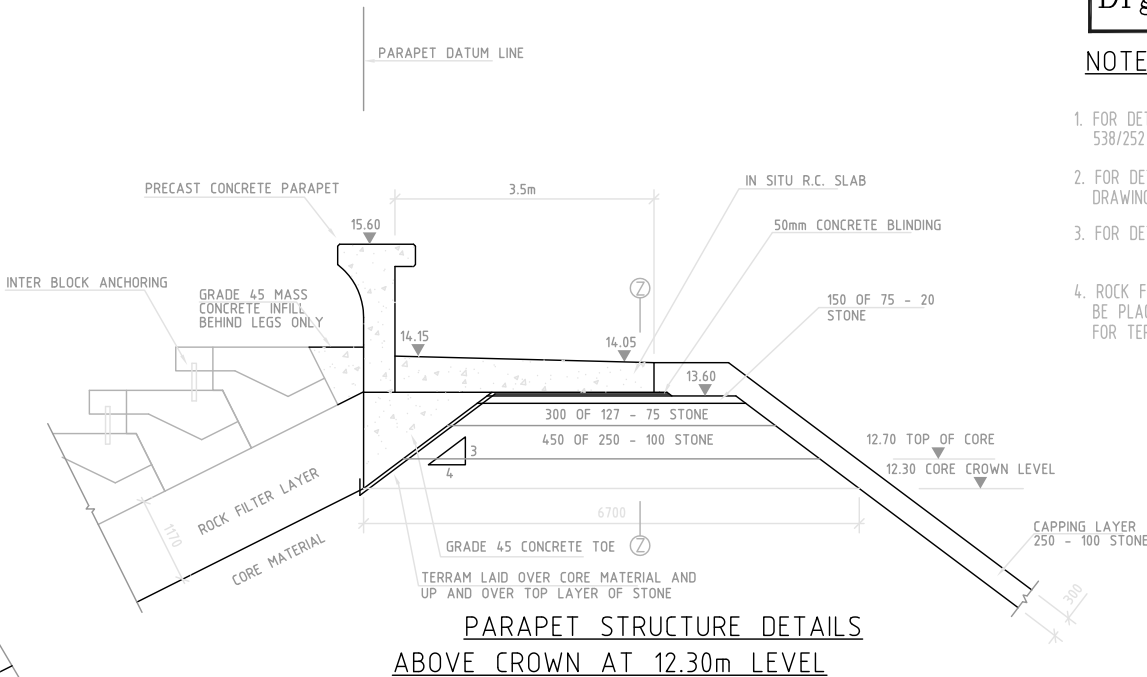 NOTE
1. FOR DET
538/252
2. FOR DE
DRAWING
3. FOR DE
4. ROCK F
BE PLAC
FOR TER
PARAPET DATUM LINE
PRECAST CONCRETE PARAPET
3.5m
IN SITU R.C. SLAB
15.60
50mm CONCRETE BLINDING
INTER BLOCK ANCHORING
GRADE 45 MASS
CONCRETE INFILL
BEHIND LEGS ONLY
Z
150 OF 75 - 20
STONE
14.15
14.05
13.60
300 OF 127 - 75 STONE
450 OF 250 - 100 STONE
3
4
12.70 TOP OF CORE
12.30 CORE CROWN LEVEL
ROCK FILTER LAYER
1170
CORE MATERIAL
6700
GRADE 45 CONCRETE TOE
Z
CAPPING LAYER
250 - 100 STONE
TERRAM LAID OVER CORE MATERIAL AND
UP AND OVER TOP LAYER OF STONE
300
PARAPET STRUCTURE DETAILS
ABOVE CROWN AT 12.30m LEVEL